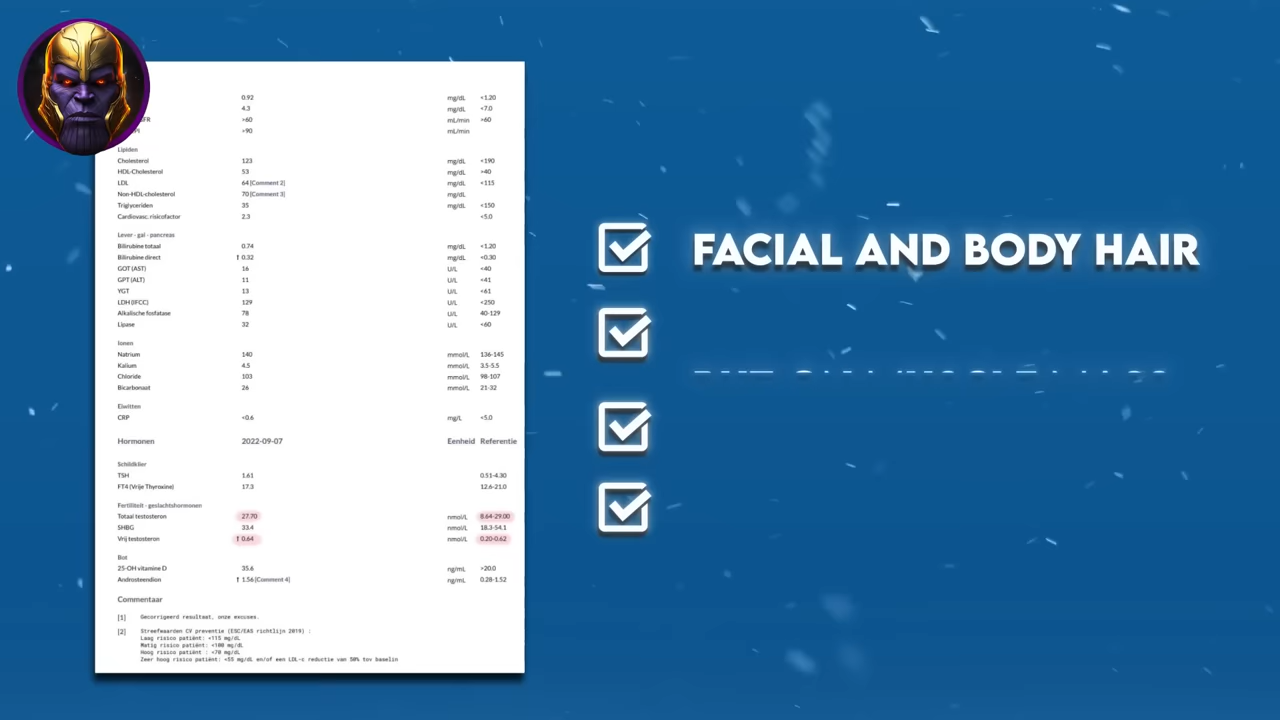 0.92 mg/dL <1.20
4.3 mg/dL <7.0
>60 mL/min >60
>90 mL/min
Lipiden
Cholesterol 123 mg/dL <190
HDL-Cholesterol 53 mg/dL >40
LDL 64 [Comment 2] mg/dL <115
Non-HDL-cholesterol 70 [Comment 3] mg/dL
Triglyceriden 35 mg/dL <150
Cardiovasc. risicofactor 2.3 <5.0
Lever - gal - pancreas
Bilirubine totaal 0.74 mg/dL <1.20
Bilirubine direct ↑ 0.32 mg/dL <0.30
GOT (AST) 16 U/L <40
GPT (ALT) 11 U/L <41
YGT 13 U/L <61
LDH (IFCC) 129 U/L <250
Alkalische fosfatase 78 U/L 40-129
Lipase 32 U/L <60
Ionen
Natrium 140 mmol/L 136-145
Kalium 4.5 mmol/L 3.5-5.5
Chloride 103 mmol/L 98-107
Bicarbonaat 26 mmol/L 21-32
Eiwitten
CRP <0.6 mg/L <5.0
Hormonen 2022-09-07 Eenheid Referentie
Schildklier
TSH 1.61 0.51-4.30
FT4 (Vrije Thyroxine) 17.3 12.6-21.0
Fertiliteit - geslachtshormonen
Totaal testosteron 27.70 nmol/L 8.64-29.00
SHBG 33.4 nmol/L 18.3-54.1
Vrij testosteron ↑ 0.64 nmol/L 0.20-0.62
Bot
25-OH vitamine D 35.6 ng/mL >20.0
Androsteendion ↑ 1.56 [Comment 4] ng/mL 0.28-1.52
Commentaar
[1] Gecorrigeerd resultaat, onze excuses.
[2] Streefwaarden CV preventie (ESC/EAS richtlijn 2019) :
Laag risico patiënt: <115 mg/dL
Matig risico patiënt: <100 mg/dL
Hoog risico patiënt : <70 mg/dL
Zeer hoog risico patiënt: <55 mg/dL en/of een LDL-c reductie van 50% tov baselin
FACIAL AND BODY HAIR